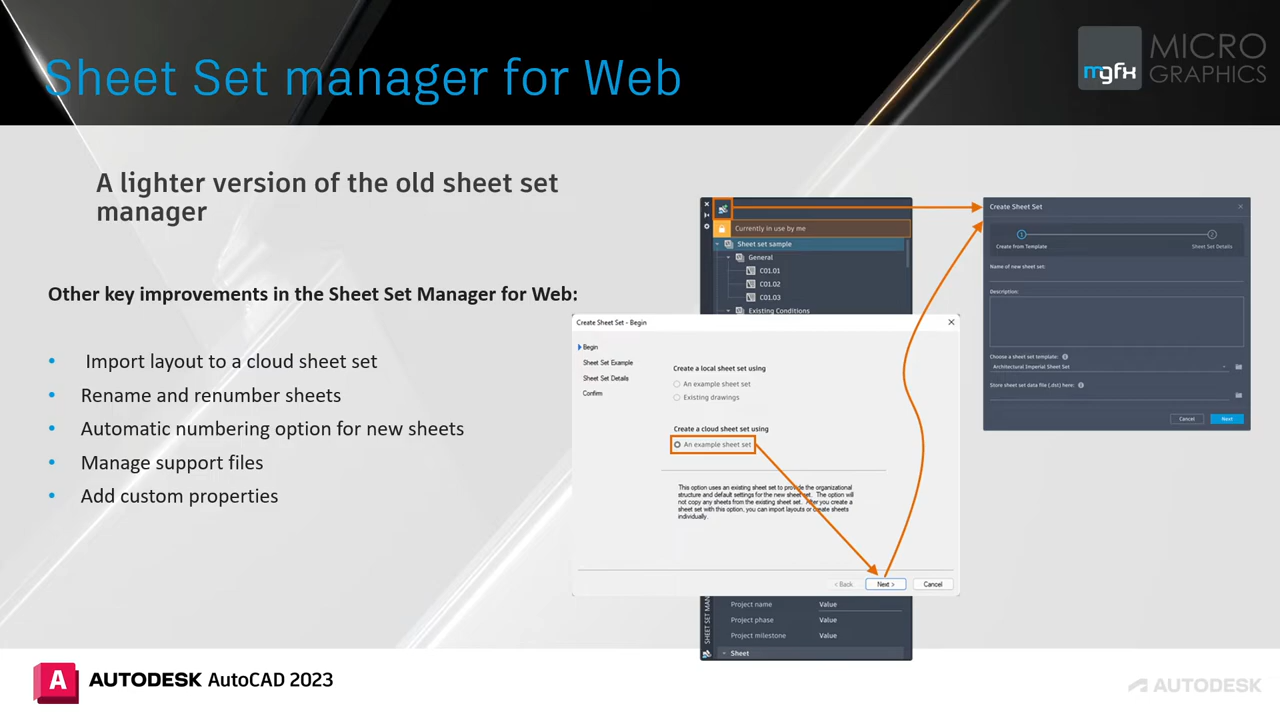 Sheet Set manager for Web
mgfx
MICRO
GRAPHICS
A lighter version of the old sheet set
manager
Other key improvements in the Sheet Set Manager for Web:
• Import layout to a cloud sheet set
• Rename and renumber sheets
• Automatic numbering option for new sheets
• Manage support files
• Add custom properties
Currently in use by me
Sheet set sample
General
C01.01
C01.02
C01.03
Existing Conditions
Create Sheet Set - Begin
Begin
Sheet Set Example
Sheet Set Details
Confirm
Create a local sheet set using
An example sheet set
Existing drawings
Create a cloud sheet set using
An example sheet set
This option uses an existing sheet set to provide the organizational
structure and default settings for the new sheet set. The option will
not copy any sheets from the existing sheet set. After you create a
sheet set with this option, you can import layouts or create sheets
individually.
< Back
Next >
Cancel
Project name Value
Project phase Value
Project milestone Value
Sheet
SHEET SET MAN
Create Sheet Set
1
2
Create from Template
Sheet Set Details
Name of new sheet set:
Description:
Choose a sheet set template:
Architectural Imperial Sheet Set
Store sheet set data file (.dst) here:
Cancel
Next
A
AUTODESK AutoCAD 2023
AUTODESK